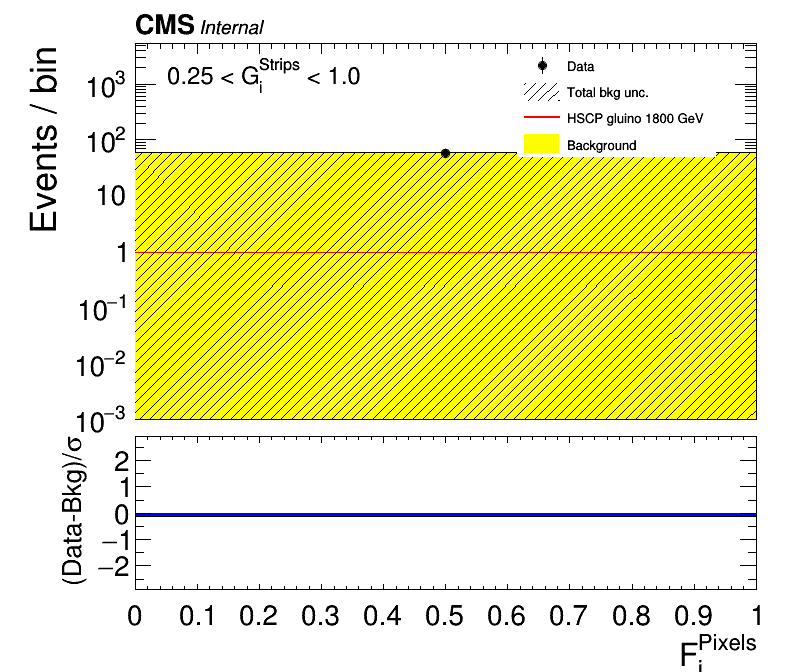 CMS Internal
0.25 < G_i^Strips < 1.0
Data
Total bkg unc.
HSCP gluino 1800 GeV
Background
Events / bin
10^3
10^2
10
1
10^−1
10^−2
10^−3
(Data-Bkg)/σ
2
1
0
−1
−2
0 0.1 0.2 0.3 0.4 0.5 0.6 0.7 0.8 0.9 1
F_i^Pixels